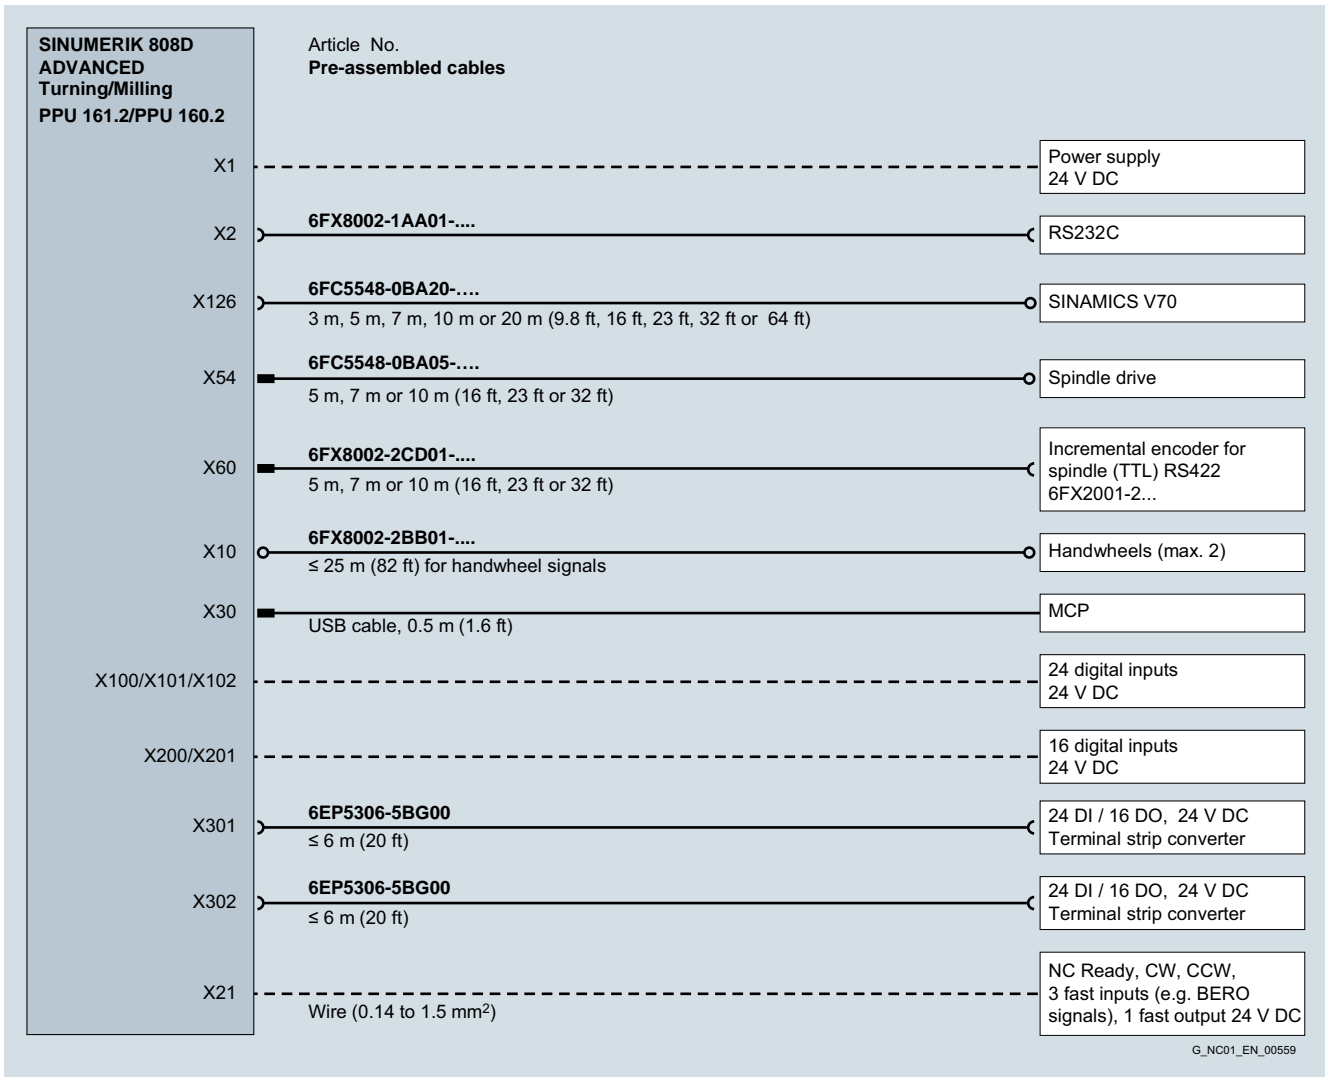 SINUMERIK 808D
ADVANCED
Turning/Milling
PPU 161.2/PPU 160.2
Article No.
Pre-assembled cables
X1
Power supply
24 V DC
X2
6FX8002-1AA01-....
RS232C
X126
6FC5548-0BA20-....
3 m, 5 m, 7 m, 10 m or 20 m (9.8 ft, 16 ft, 23 ft, 32 ft or 64 ft)
SINAMICS V70
X54
6FC5548-0BA05-....
5 m, 7 m or 10 m (16 ft, 23 ft or 32 ft)
Spindle drive
X60
6FX8002-2CD01-....
5 m, 7 m or 10 m (16 ft, 23 ft or 32 ft)
Incremental encoder for
spindle (TTL) RS422
6FX2001-2...
X10
6FX8002-2BB01-....
≤ 25 m (82 ft) for handwheel signals
Handwheels (max. 2)
X30
USB cable, 0.5 m (1.6 ft)
MCP
X100/X101/X102
24 digital inputs
24 V DC
X200/X201
16 digital inputs
24 V DC
X301
6EP5306-5BG00
≤ 6 m (20 ft)
24 DI / 16 DO, 24 V DC
Terminal strip converter
X302
6EP5306-5BG00
≤ 6 m (20 ft)
24 DI / 16 DO, 24 V DC
Terminal strip converter
X21
Wire (0.14 to 1.5 mm²)
NC Ready, CW, CCW,
3 fast inputs (e.g. BERO
signals), 1 fast output 24 V DC
G_NC01_EN_00559